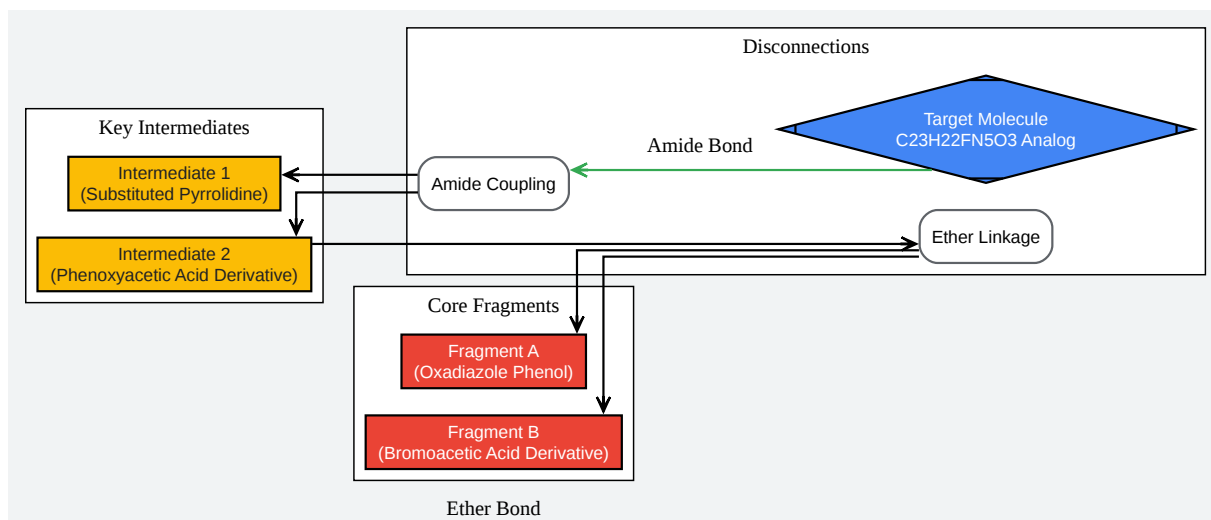 Disconnections
Target Molecule
C23H22FN5O3 Analog
Key Intermediates
Amide Bond
Intermediate 1
(Substituted Pyrrolidine)
Amide Coupling
Intermediate 2
(Phenoxyacetic Acid Derivative)
Ether Linkage
Core Fragments
Fragment A
(Oxadiazole Phenol)
Fragment B
(Bromoacetic Acid Derivative)
Ether Bond